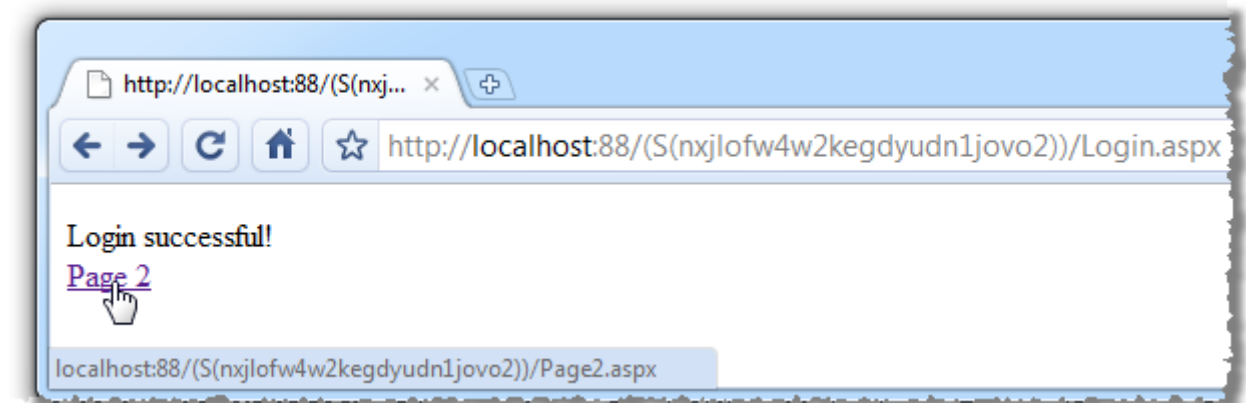 http://localhost:88/(S(nxj...
http://localhost:88/(S(nxjlofw4w2kegdyudn1jovo2))/Login.aspx
Login successful!
Page 2
localhost:88/(S(nxjlofw4w2kegdyudn1jovo2))/Page2.aspx